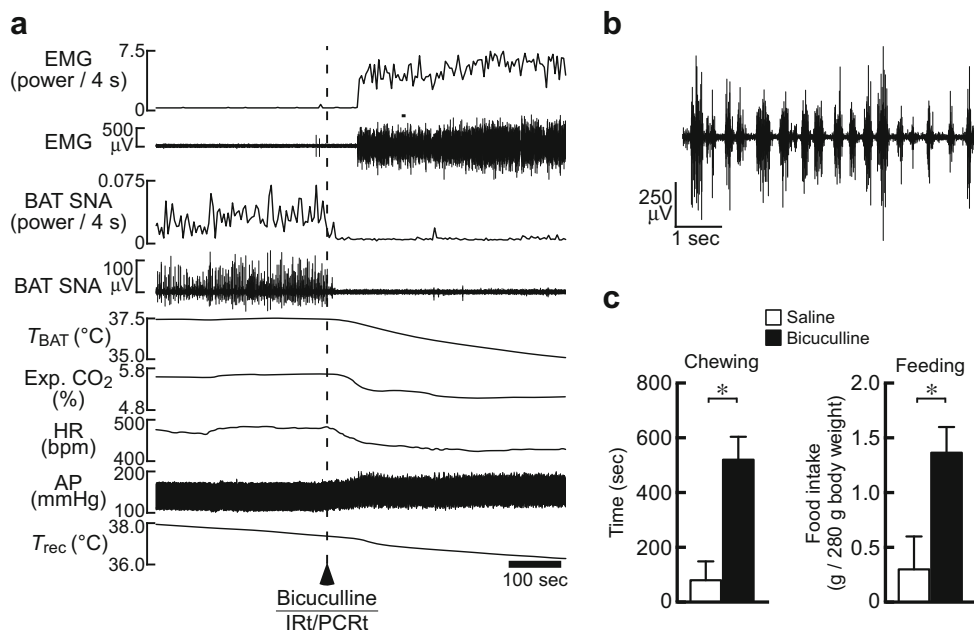 a
EMG
(power / 4 s)
7.5
0
EMG
500
μV
BAT SNA
(power / 4 s)
0.075
0
BAT SNA
100
μV
TBAT (°C)
37.5
35.0
Exp. CO2
(%)
5.8
4.8
HR
(bpm)
500
400
AP
(mmHg)
200
100
Trec (°C)
38.0
36.0
100 sec
Bicuculline
IRt/PCRt
b
250
μV
1 sec
c
Saline
Bicuculline
Chewing
Time (sec)
800
600
400
200
0
*
Feeding
Food intake
(g / 280 g body weight)
2.0
1.5
1.0
0.5
0
*